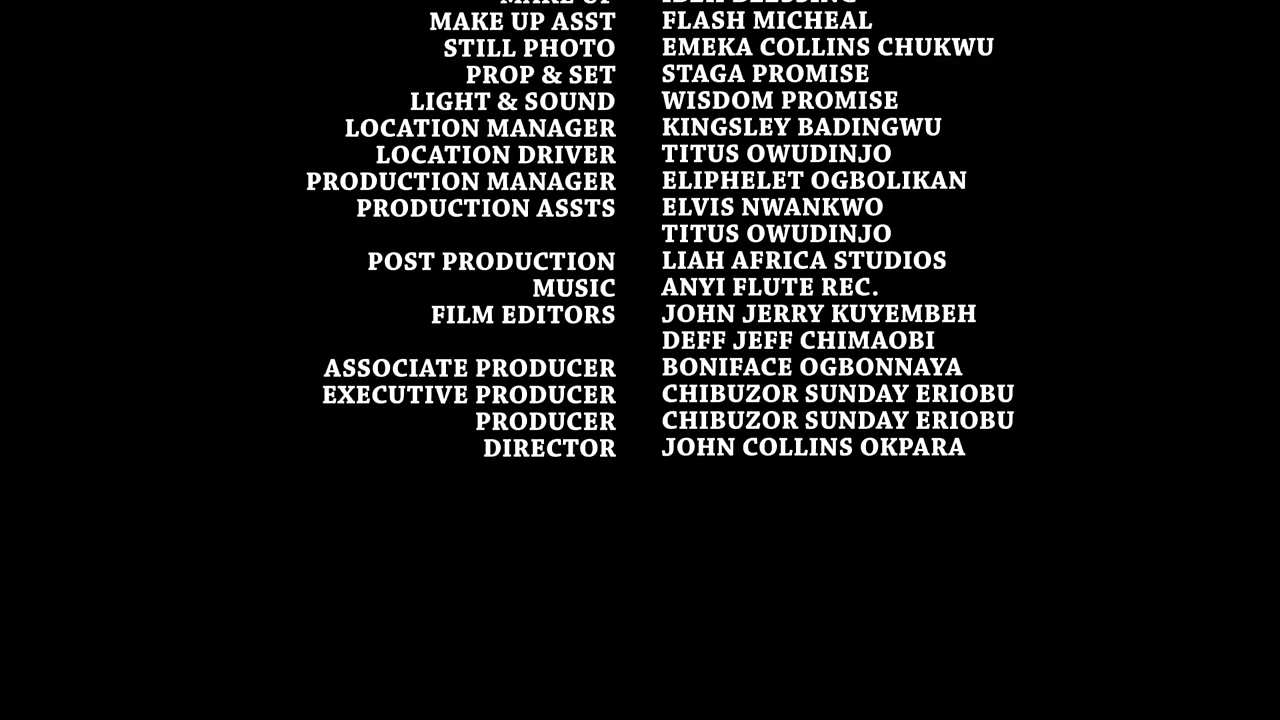 MAKE UP
MAKE UP ASST FLASH MICHEAL
STILL PHOTO EMEKA COLLINS CHUKWU
PROP & SET STAGA PROMISE
LIGHT & SOUND WISDOM PROMISE
LOCATION MANAGER KINGSLEY BADINGWU
LOCATION DRIVER TITUS OWUDINJO
PRODUCTION MANAGER ELIPHELET OGBOLIKAN
PRODUCTION ASSTS ELVIS NWANKWO
TITUS OWUDINJO
POST PRODUCTION LIAH AFRICA STUDIOS
MUSIC ANYI FLUTE REC.
FILM EDITORS JOHN JERRY KUYEMBEH
DEFF JEFF CHIMAOBI
ASSOCIATE PRODUCER BONIFACE OGBONNAYA
EXECUTIVE PRODUCER CHIBUZOR SUNDAY ERIOBU
PRODUCER CHIBUZOR SUNDAY ERIOBU
DIRECTOR JOHN COLLINS OKPARA